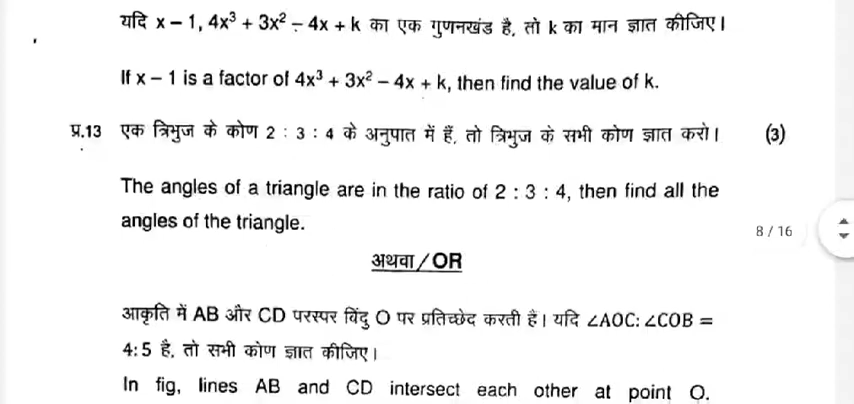 यदि x – 1, 4x³ + 3x² – 4x + k का एक गुणनखंड है, तो k का मान ज्ञात कीजिए।
If x – 1 is a factor of 4x³ + 3x² – 4x + k, then find the value of k.
प्र.13 एक त्रिभुज के कोण 2 : 3 : 4 के अनुपात में हैं, तो त्रिभुज के सभी कोण ज्ञात करो। (3)
The angles of a triangle are in the ratio of 2 : 3 : 4, then find all the
angles of the triangle.
8 / 16
अथवा / OR
आकृति में AB और CD परस्पर बिंदु O पर प्रतिच्छेद करती हैं। यदि ∠AOC: ∠COB =
4:5 है, तो सभी कोण ज्ञात कीजिए।
In fig, lines AB and CD intersect each other at point O.